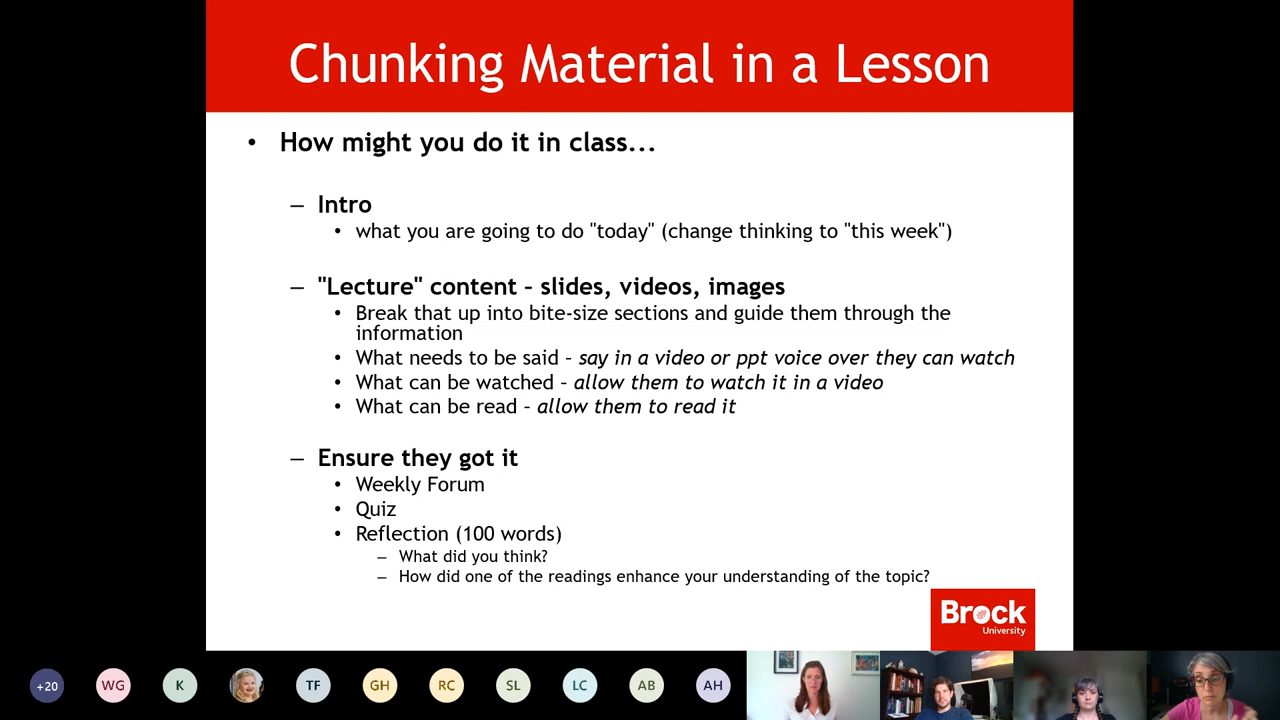 Chunking Material in a Lesson
• How might you do it in class...
– Intro
• what you are going to do "today" (change thinking to "this week")
– "Lecture" content – slides, videos, images
• Break that up into bite-size sections and guide them through the
information
• What needs to be said – say in a video or ppt voice over they can watch
• What can be watched – allow them to watch it in a video
• What can be read – allow them to read it
– Ensure they got it
• Weekly Forum
• Quiz
• Reflection (100 words)
– What did you think?
– How did one of the readings enhance your understanding of the topic?
Brock
University
+20 WG K TF GH RC SL LC AB AH